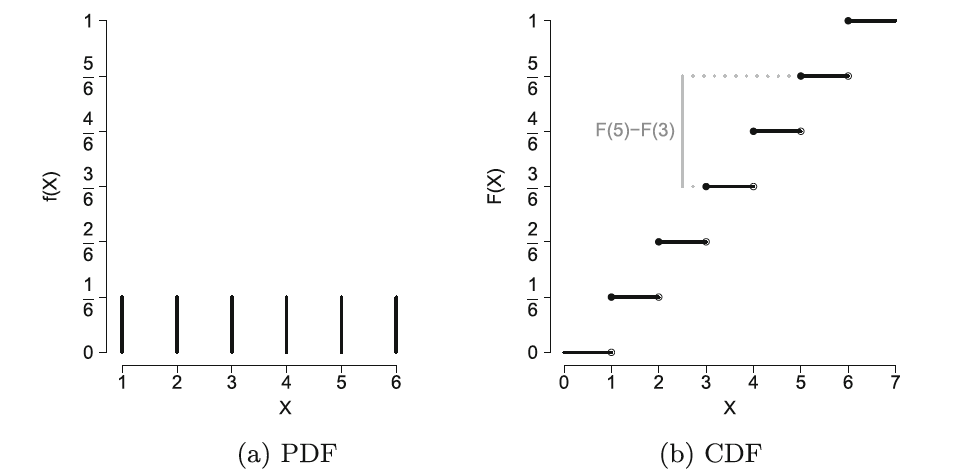 1
5/6
4/6
3/6
2/6
1/6
0
f(X)
1 2 3 4 5 6
X
(a) PDF
1
5/6
4/6
3/6
2/6
1/6
0
F(X)
F(5)−F(3)
0 1 2 3 4 5 6 7
X
(b) CDF